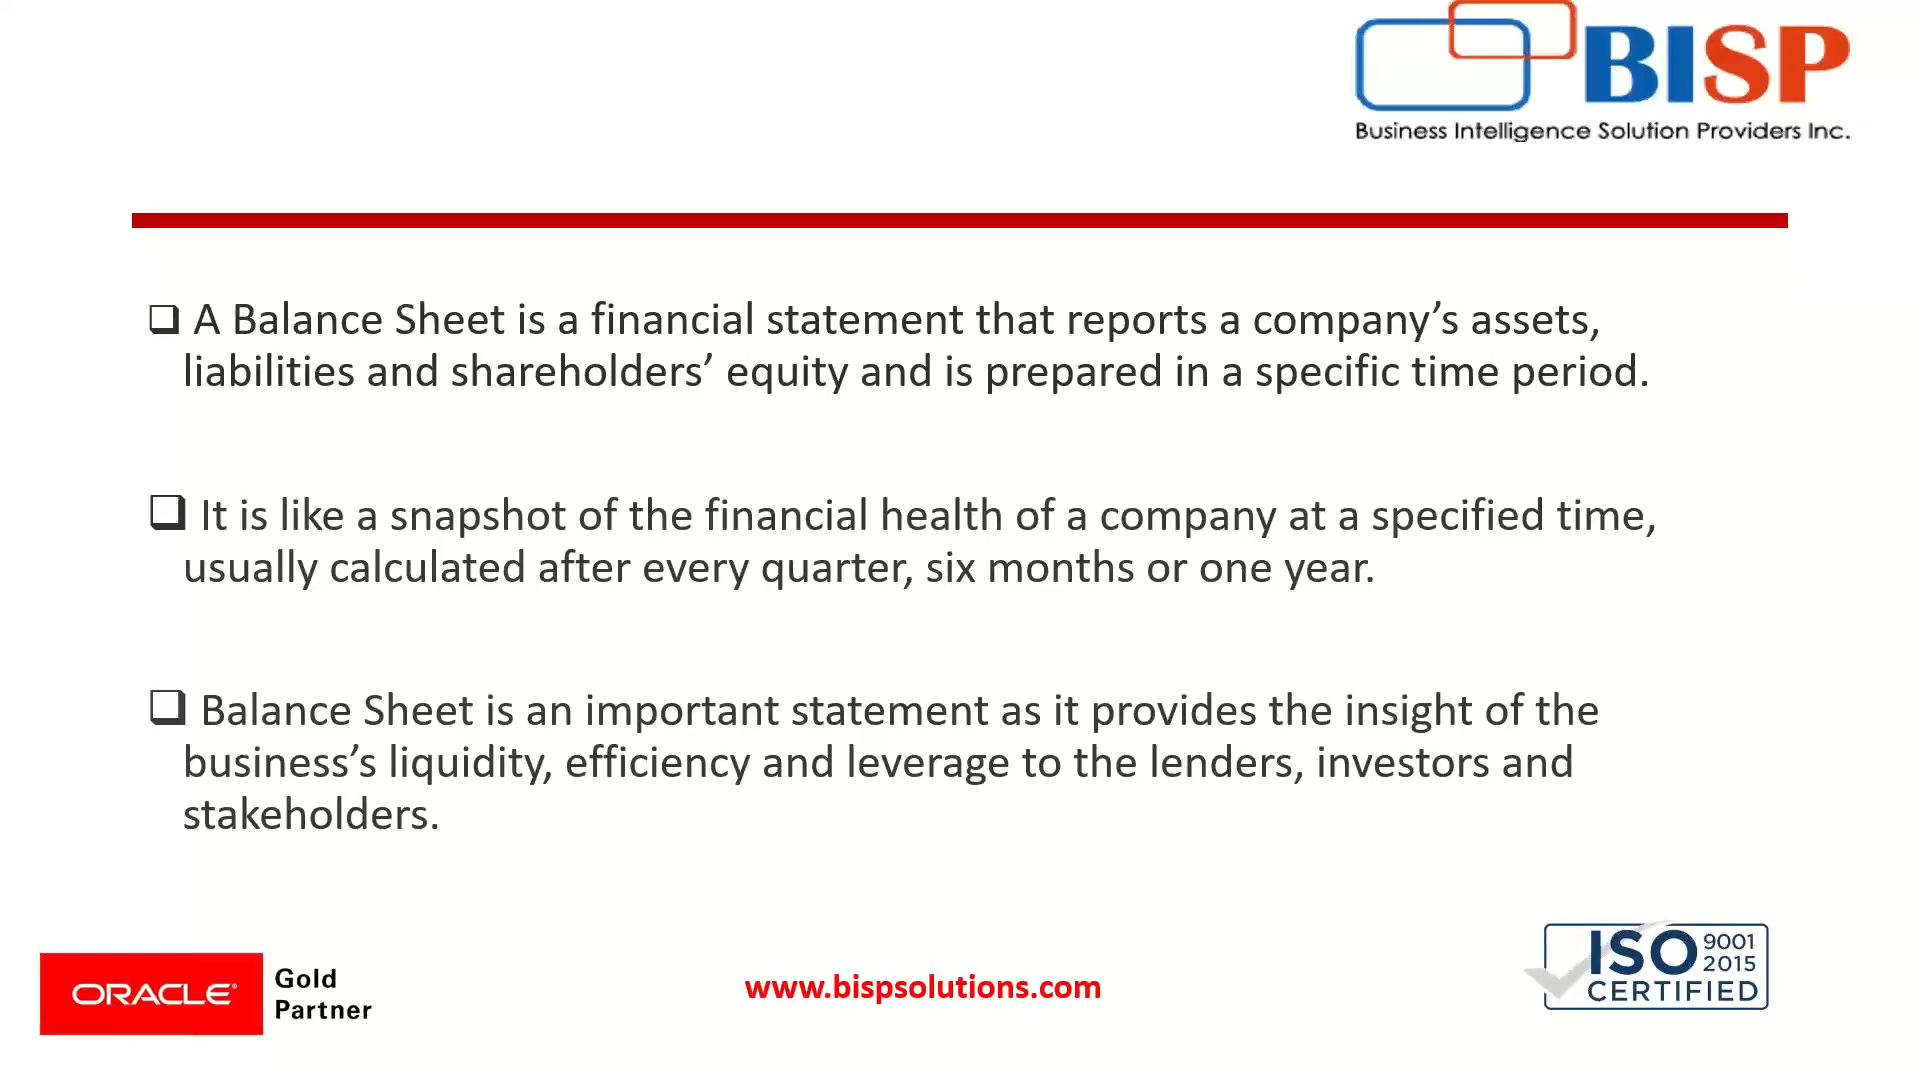 BISP
Business Intelligence Solution Providers Inc.
A Balance Sheet is a financial statement that reports a company’s assets,
liabilities and shareholders’ equity and is prepared in a specific time period.
It is like a snapshot of the financial health of a company at a specified time,
usually calculated after every quarter, six months or one year.
Balance Sheet is an important statement as it provides the insight of the
business’s liquidity, efficiency and leverage to the lenders, investors and
stakeholders.
ORACLE
Gold
Partner
www.bispsolutions.com
ISO 9001
2015
CERTIFIED